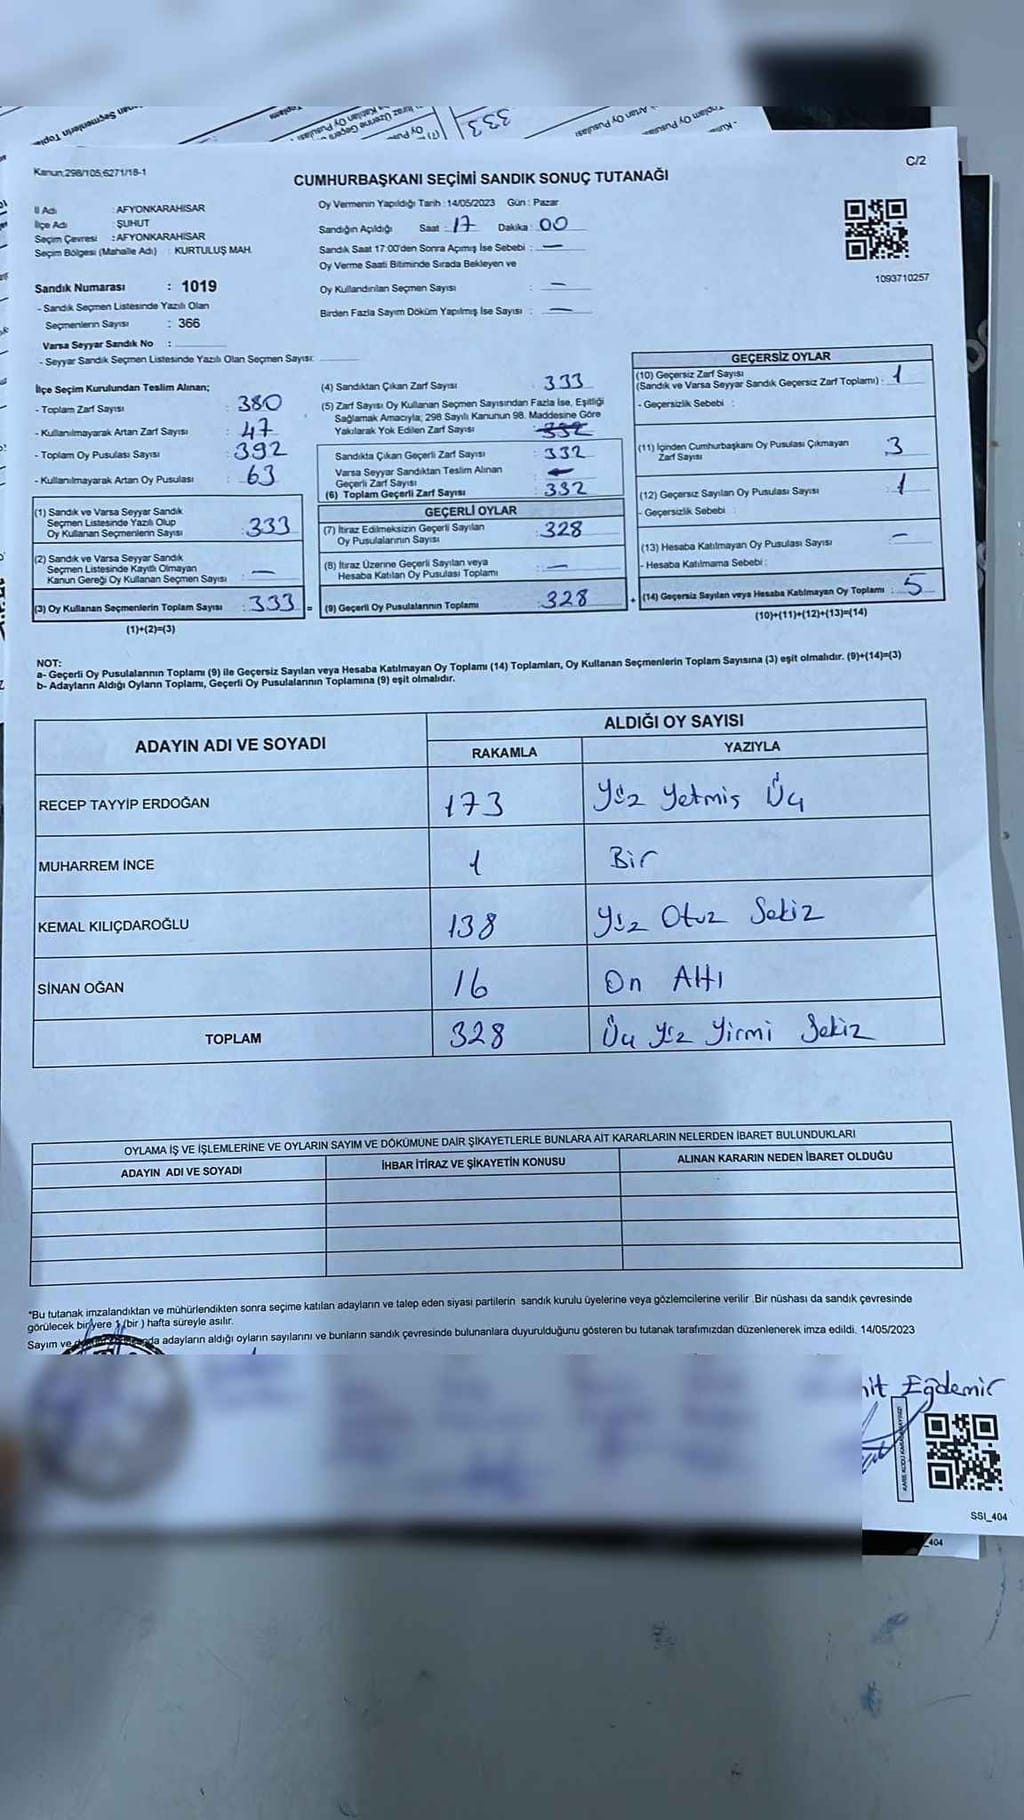 333
Kanun:298/105,6271/18-1
C/2
CUMHURBAŞKANI SEÇİMİ SANDIK SONUÇ TUTANAĞI
İl Adı : AFYONKARAHİSAR
İlçe Adı : ŞUHUT
Seçim Çevresi : AFYONKARAHİSAR
Seçim Bölgesi (Mahalle Adı) : KURTULUŞ MAH.
Sandık Numarası : 1019
- Sandık Seçmen Listesinde Yazılı Olan
Seçmenlerin Sayısı : 366
Varsa Seyyar Sandık No :
- Seyyar Sandık Seçmen Listesinde Yazılı Olan Seçmen Sayısı:
Oy Vermenin Yapıldığı Tarih : 14/05/2023 Gün : Pazar
Sandığın Açıldığı Saat : 17 Dakika : 00
Sandık Saat 17.00'den Sonra Açılmış İse Sebebi : —
Oy Verme Saati Bitiminde Sırada Bekleyen ve
Oy Kullandırılan Seçmen Sayısı : —
Birden Fazla Sayım Döküm Yapılmış İse Sayısı : —
1093710257
İlçe Seçim Kurulundan Teslim Alınan;
- Toplam Zarf Sayısı : 380
- Kullanılmayarak Artan Zarf Sayısı : 47
- Toplam Oy Pusulası Sayısı : 392
- Kullanılmayarak Artan Oy Pusulası : 63
(1) Sandık ve Varsa Seyyar Sandık
Seçmen Listesinde Yazılı Olup
Oy Kullanan Seçmenlerin Sayısı : 333
(2) Sandık ve Varsa Seyyar Sandık
Seçmen Listesinde Kayıtlı Olmayan
Kanun Gereği Oy Kullanan Seçmen Sayısı : —
(3) Oy Kullanan Seçmenlerin Toplam Sayısı : 333 =
(1)+(2)=(3)
(4) Sandıktan Çıkan Zarf Sayısı : 333
(5) Zarf Sayısı Oy Kullanan Seçmen Sayısından Fazla İse, Eşitliği
Sağlamak Amacıyla; 298 Sayılı Kanunun 98. Maddesine Göre
Yakılarak Yok Edilen Zarf Sayısı : 332
Sandıkta Çıkan Geçerli Zarf Sayısı : 332
Varsa Seyyar Sandıktan Teslim Alınan
Geçerli Zarf Sayısı : —
(6) Toplam Geçerli Zarf Sayısı : 332
GEÇERLİ OYLAR
(7) İtiraz Edilmeksizin Geçerli Sayılan
Oy Pusulalarının Sayısı : 328
(8) İtiraz Üzerine Geçerli Sayılan veya
Hesaba Katılan Oy Pusulası Toplamı : —
(9) Geçerli Oy Pusulalarının Toplamı : 328 +
GEÇERSİZ OYLAR
(10) Geçersiz Zarf Sayısı
(Sandık ve Varsa Seyyar Sandık Geçersiz Zarf Toplamı) : 1
- Geçersizlik Sebebi :
(11) İçinden Cumhurbaşkanı Oy Pusulası Çıkmayan
Zarf Sayısı : 3
(12) Geçersiz Sayılan Oy Pusulası Sayısı : 1
- Geçersizlik Sebebi :
(13) Hesaba Katılmayan Oy Pusulası Sayısı : —
- Hesaba Katılmama Sebebi :
(14) Geçersiz Sayılan veya Hesaba Katılmayan Oy Toplamı : 5
(10)+(11)+(12)+(13)=(14)
NOT:
a- Geçerli Oy Pusulalarının Toplamı (9) ile Geçersiz Sayılan veya Hesaba Katılmayan Oy Toplamı (14) Toplamları, Oy Kullanan Seçmenlerin Toplam Sayısına (3) eşit olmalıdır. (9)+(14)=(3)
b- Adayların Aldığı Oyların Toplamı, Geçerli Oy Pusulalarının Toplamına (9) eşit olmalıdır.
ADAYIN ADI VE SOYADI ALDIĞI OY SAYISI
RAKAMLA YAZIYLA
RECEP TAYYİP ERDOĞAN 173 Yüz Yetmiş Üç
MUHARREM İNCE 1 Bir
KEMAL KILIÇDAROĞLU 138 Yüz Otuz Sekiz
SİNAN OĞAN 16 On Altı
TOPLAM 328 Üç Yüz Yirmi Sekiz
OYLAMA İŞ VE İŞLEMLERİNE VE OYLARIN SAYIM VE DÖKÜMÜNE DAİR ŞİKAYETLERLE BUNLARA AİT KARARLARIN NELERDEN İBARET BULUNDUKLARI
ADAYIN ADI VE SOYADI İHBAR İTİRAZ VE ŞİKAYETİN KONUSU ALINAN KARARIN NEDEN İBARET OLDUĞU
*Bu tutanak imzalandıktan ve mühürlendikten sonra seçime katılan adayların ve talep eden siyasi partilerin sandık kurulu üyelerine veya gözlemcilerine verilir .Bir nüshası da sandık çevresinde
görülecek bir yere 1 (bir ) hafta süreyle asılır.
Sayım ve adayların aldığı oyların sayılarını ve bunların sandık çevresinde bulunanlara duyurulduğunu gösteren bu tutanak tarafımızdan düzenlenerek imza edildi. 14/05/2023
Eğdemir
SSI_404
_404